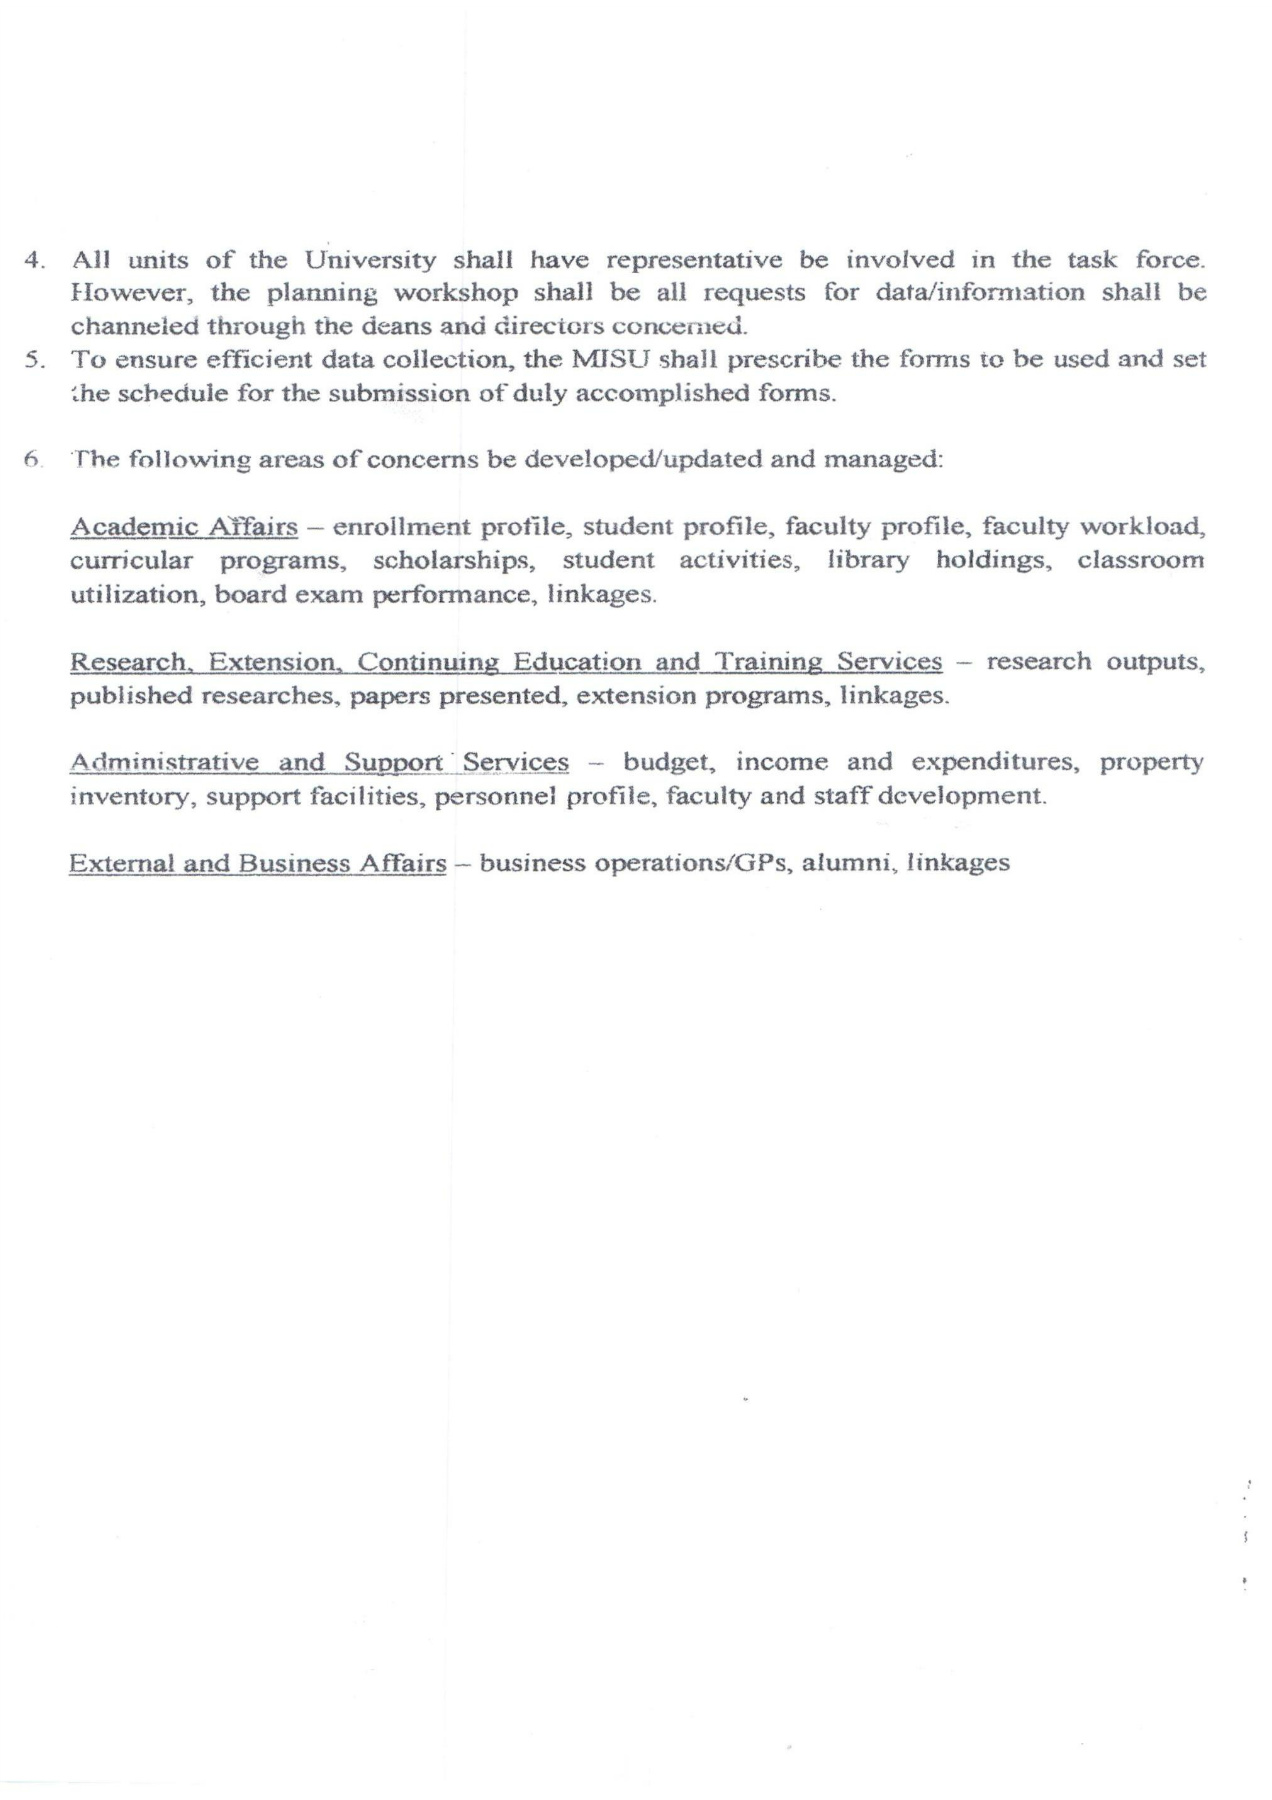 4. All units of the University shall have representative be involved in the task force.
However, the planning workshop shall be all requests for data/information shall be
channeled through the deans and directors concerned.
5. To ensure efficient data collection, the MISU shall prescribe the forms to be used and set
the schedule for the submission of duly accomplished forms.
6. The following areas of concerns be developed/updated and managed:
Academic Affairs – enrollment profile, student profile, faculty profile, faculty workload,
curricular programs, scholarships, student activities, library holdings, classroom
utilization, board exam performance, linkages.
Research, Extension, Continuing Education and Training Services – research outputs,
published researches, papers presented, extension programs, linkages.
Administrative and Support Services – budget, income and expenditures, property
inventory, support facilities, personnel profile, faculty and staff development.
External and Business Affairs – business operations/GPs, alumni, linkages